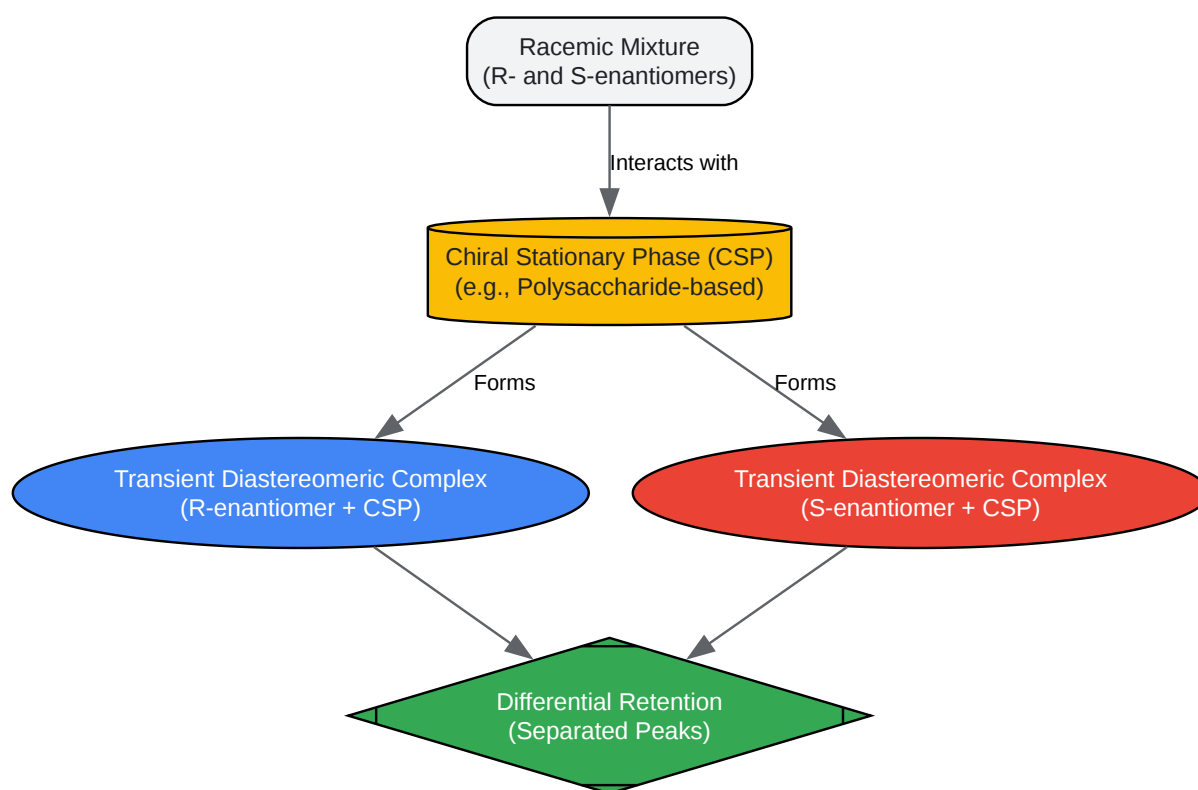 Racemic Mixture
(R- and S-enantiomers)
Interacts with
Chiral Stationary Phase (CSP)
(e.g., Polysaccharide-based)
Forms
Forms
Transient Diastereomeric Complex
(R-enantiomer + CSP)
Transient Diastereomeric Complex
(S-enantiomer + CSP)
Differential Retention
(Separated Peaks)